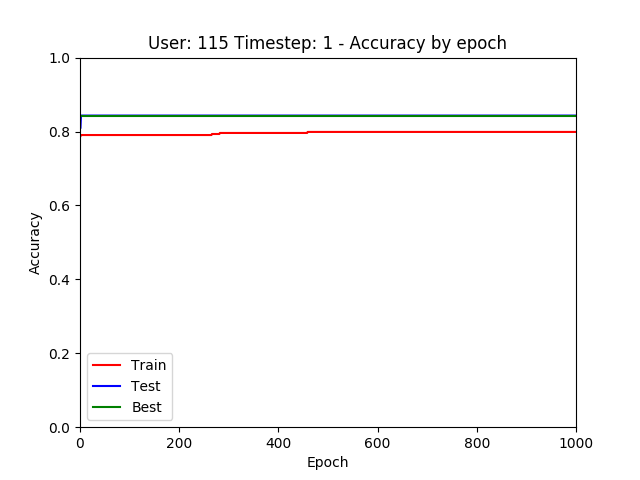 User: 115 Timestep: 1 - Accuracy by epoch
1.0
0.8
0.6
0.4
0.2
0.0
Accuracy
Train
Test
Best
0 200 400 600 800 1000
Epoch